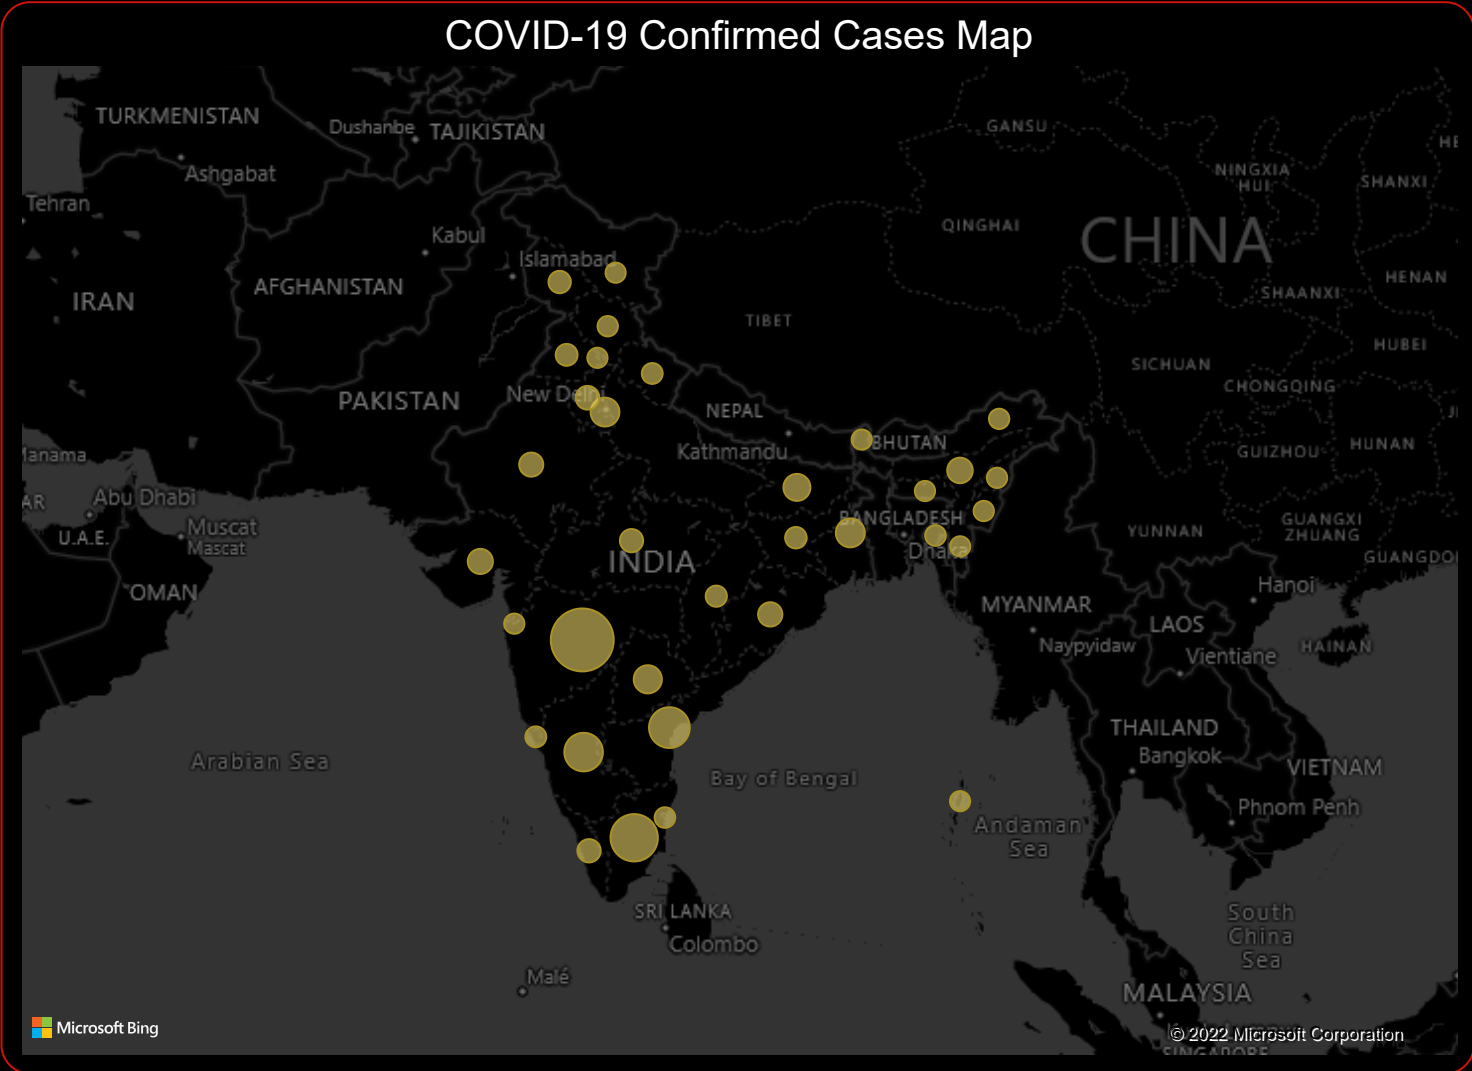 COVID-19 Confirmed Cases Map
TURKMENISTAN
Dushanbe
TAJIKISTAN
GANSU
Ashgabat
NINGXIA
HUI
SHANXI
Tehran
Kabul
QINGHAI
CHINA
Islamabad
AFGHANISTAN
HENAN
IRAN
SHAANXI
TIBET
HUBEI
SICHUAN
CHONGQING
New Delhi
PAKISTAN
NEPAL
BHUTAN
HUNAN
Kathmandu
GUIZHOU
Abu Dhabi
BANGLADESH
Muscat
Mascat
U.A.E.
YUNNAN
GUANGXI
ZHUANG
Dhaka
INDIA
OMAN
Hanoi
MYANMAR
LAOS
Naypyidaw
HAINAN
Vientiane
THAILAND
Bangkok
Arabian Sea
Bay of Bengal
VIETNAM
Phnom Penh
Andaman
Sea
SRI LANKA
Colombo
South
China
Sea
Malé
MALAYSIA
Microsoft Bing
© 2022 Microsoft Corporation
SINGAPORE